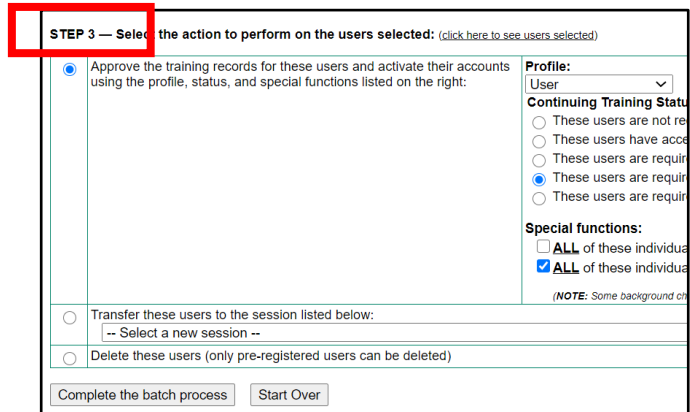 STEP 3 — Select the action to perform on the users selected: (click here to see users selected)
Approve the training records for these users and activate their accounts
using the profile, status, and special functions listed on the right:
Profile:
User
Continuing Training Statu
These users are not re
These users have acce
These users are requir
These users are requir
These users are requir
Special functions:
ALL of these individua
ALL of these individua
(NOTE: Some background ch
Transfer these users to the session listed below:
-- Select a new session --
Delete these users (only pre-registered users can be deleted)
Complete the batch process
Start Over